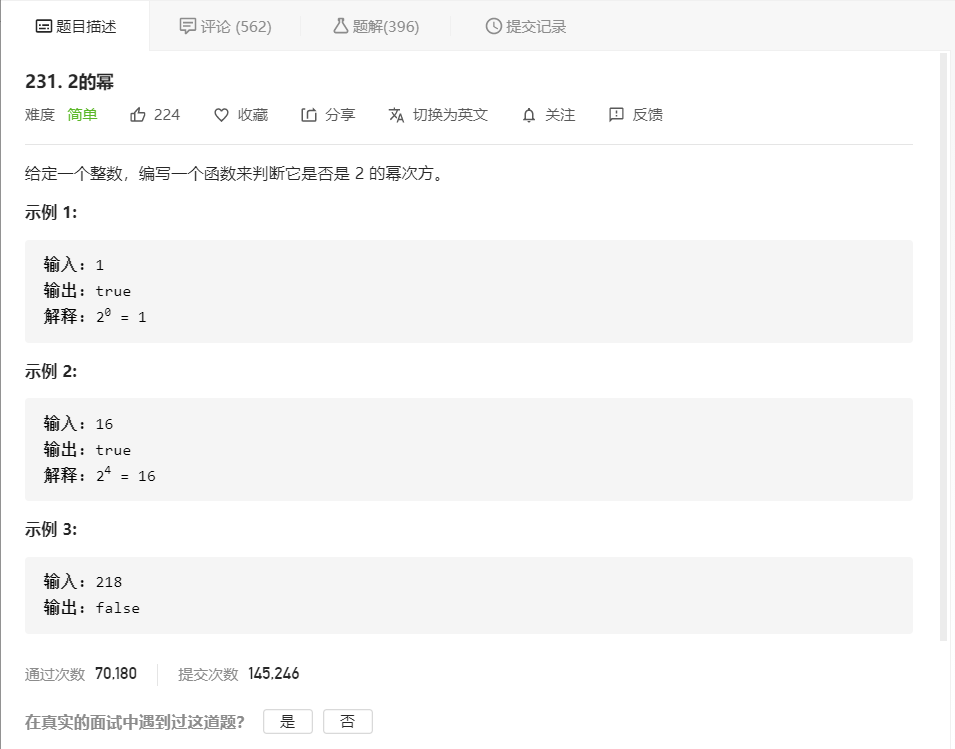 题目描述 评论 (562) 题解(396) 提交记录
231. 2的幂
难度 简单 224 收藏 分享 切换为英文 关注 反馈
给定一个整数，编写一个函数来判断它是否是 2 的幂次方。
示例 1:
输入: 1
输出: true
解释: 2⁰ = 1
示例 2:
输入: 16
输出: true
解释: 2⁴ = 16
示例 3:
输入: 218
输出: false
通过次数 70,180 提交次数 145,246
在真实的面试中遇到过这道题? 是 否